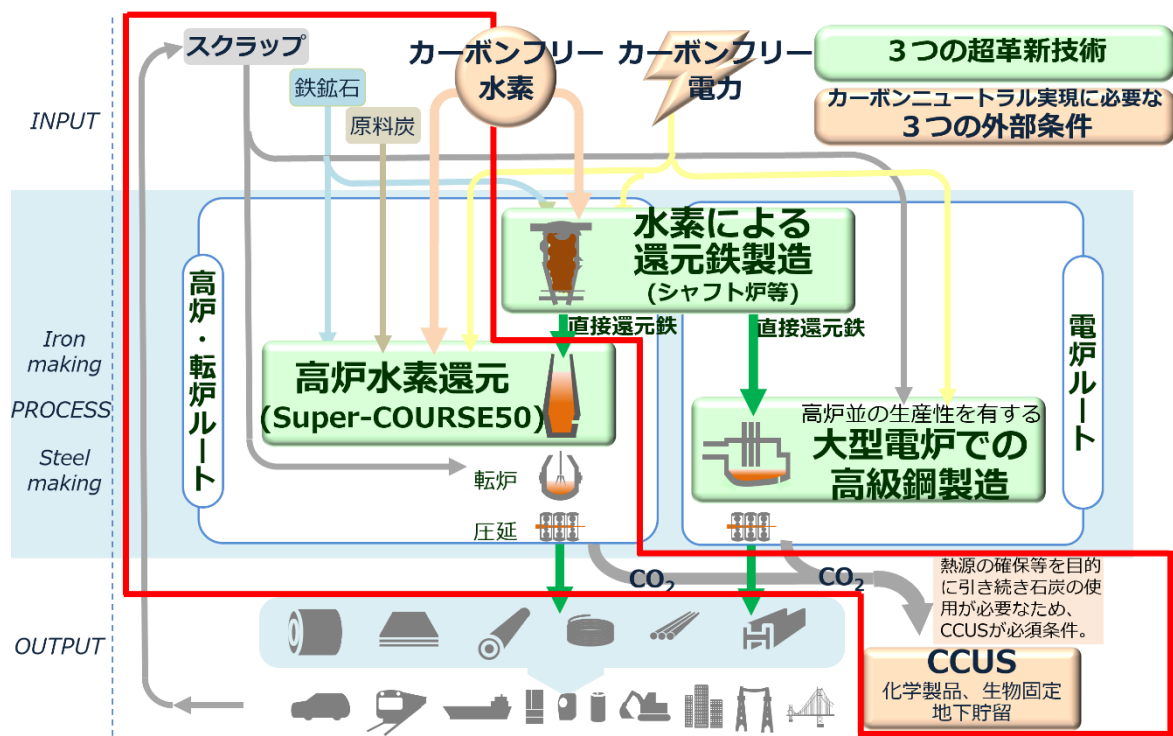 スクラップ
カーボンフリー
水素
カーボンフリー
電力
3つの超革新技術
カーボンニュートラル実現に必要な
3つの外部条件
鉄鉱石
原料炭
INPUT
水素による
還元鉄製造
(シャフト炉等)
高炉・転炉ルート
電炉ルート
直接還元鉄
直接還元鉄
Iron
making
PROCESS
Steel
making
高炉水素還元
(Super-COURSE50)
高炉並の生産性を有する
大型電炉での
高級鋼製造
転炉
圧延
CO2
CO2
熱源の確保等を目的
に引き続き石炭の使
用が必要なため、
CCUSが必須条件。
OUTPUT
CCUS
化学製品、生物固定
地下貯留